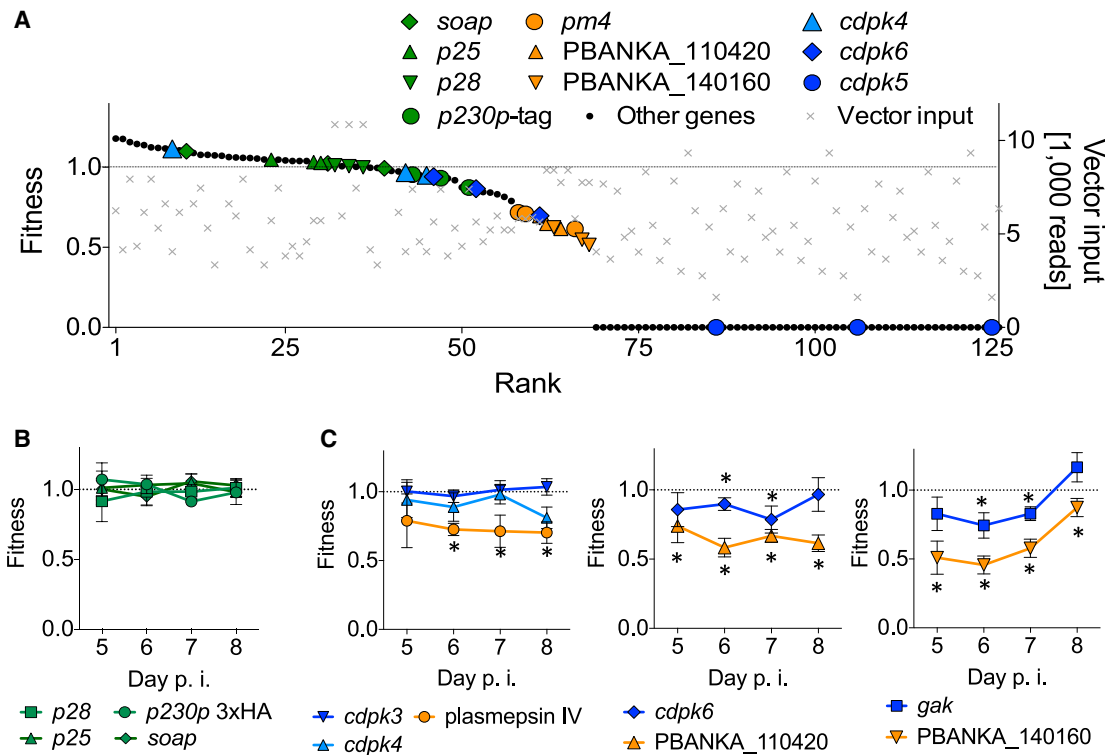 A
soap
pm4
cdpk4
p25
PBANKA_110420
cdpk6
p28
PBANKA_140160
cdpk5
p230p-tag
Other genes
Vector input
Fitness
1.0
0.5
0.0
10
5
0
Vector input
[1,000 reads]
1
25
50
75
100
125
Rank
B
Fitness
1.0
0.5
1.0
5 6 7 8
Day p. i.
p28
p230p 3xHA
p25
soap
C
Fitness
1.0
0.5
0.0
5 6 7 8
* * *
Day p. i.
cdpk3
plasmepsin IV
cdpk4
Fitness
1.0
0.5
0.0
* *
* * * *
5 6 7 8
Day p. i.
cdpk6
PBANKA_110420
Fitness
1.0
0.5
0.0
* *
* * * *
5 6 7 8
Day p. i.
gak
PBANKA_140160